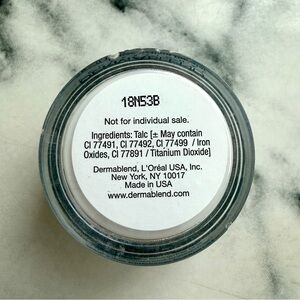 18N53B
Not for individual sale.
Ingredients: Talc [± May contain
CI 77491, CI 77492, CI 77499 / Iron
Oxides, CI 77891 / Titanium Dioxide]
Dermablend, L'Oréal USA, Inc.
New York, NY 10017
Made in USA
www.dermablend.com